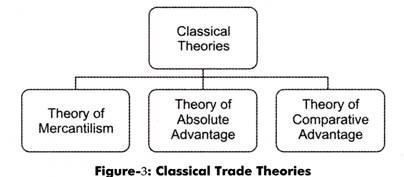 Classical
Theories
Theory of
Mercantilism
Theory of
Absolute
Advantage
Theory of
Comparative
Advantage
Figure-3: Classical Trade Theories